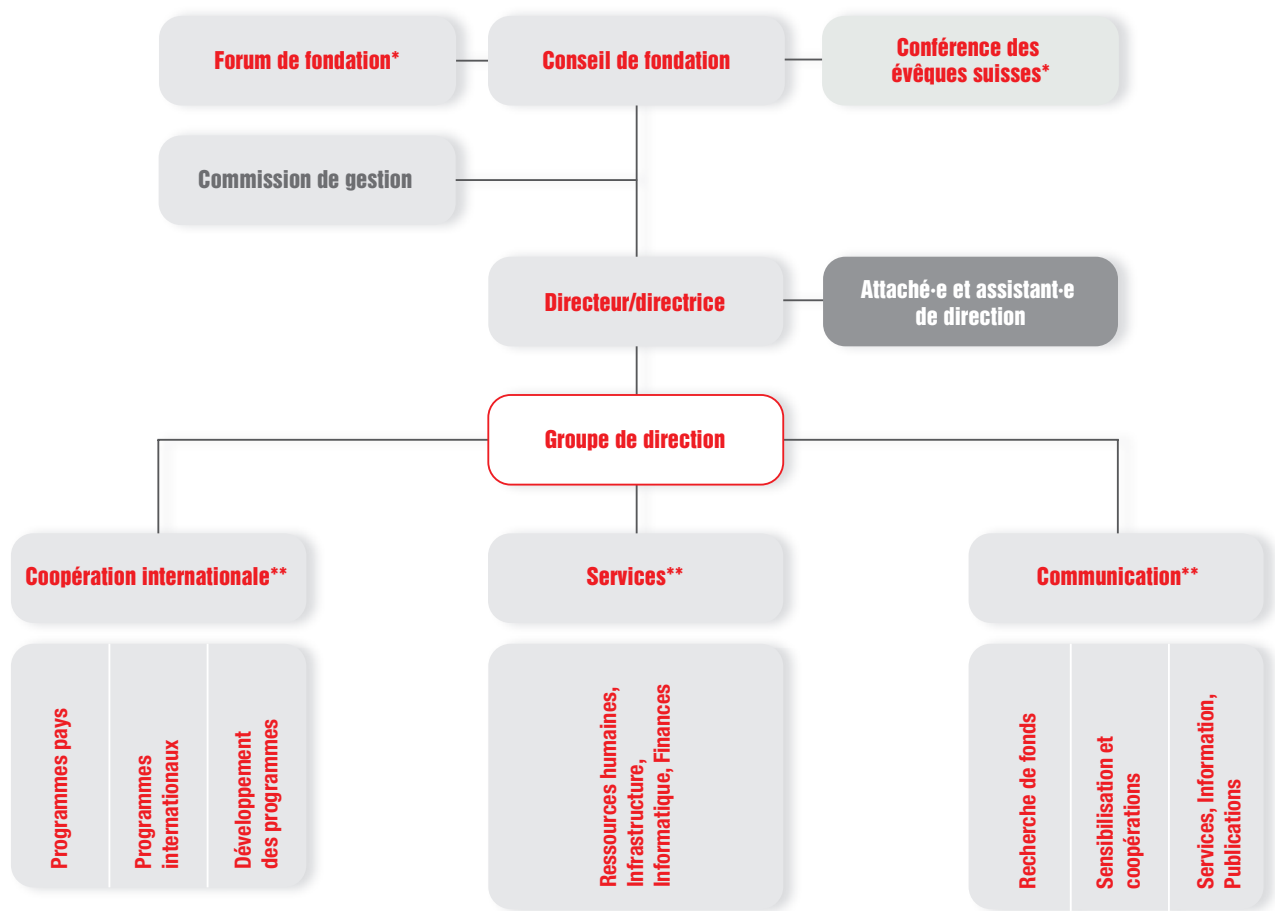 Forum de fondation*
Conseil de fondation
Conférence des
évêques suisses*
Commission de gestion
Directeur/directrice
Attaché·e et assistant·e
de direction
Groupe de direction
Coopération internationale**
Services**
Communication**
Programmes pays
Programmes
internationaux
Développement
des programmes
Ressources humaines,
Infrastructure,
Informatique, Finances
Recherche de fonds
Sensibilisation et
coopérations
Services, Information,
Publications